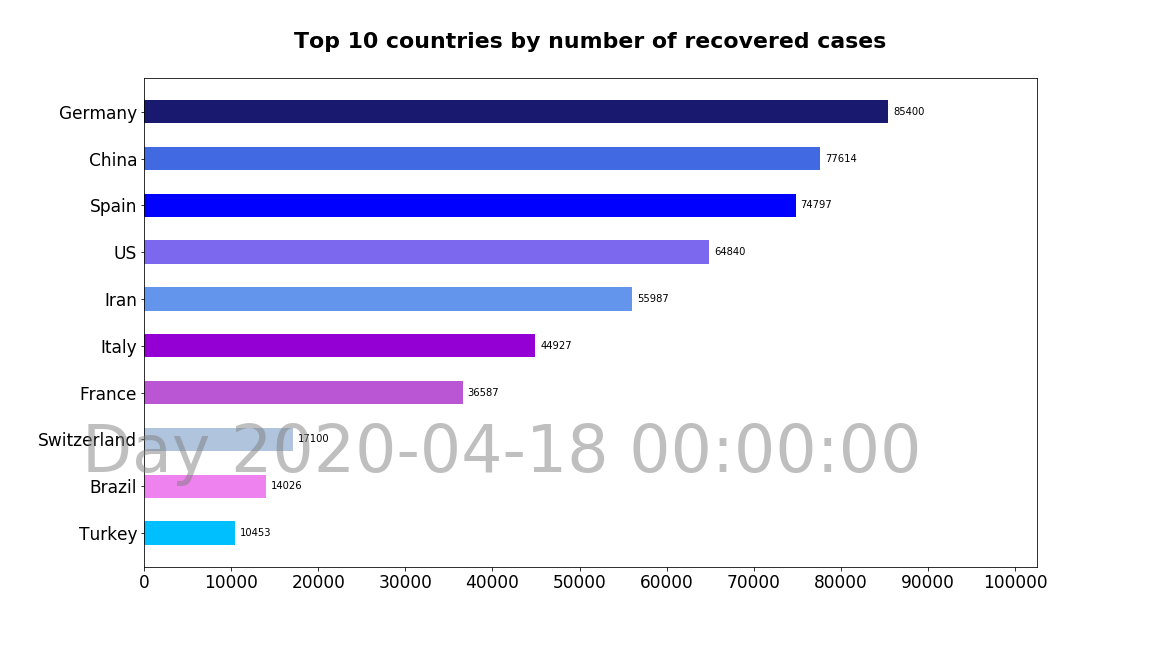 Top 10 countries by number of recovered cases
Germany 85400
China 77614
Spain 74797
US 64840
Iran 55987
Italy 44927
France 36587
Switzerland 17100
Day 2020-04-18 00:00:00
Brazil 14026
Turkey 10453
0 10000 20000 30000 40000 50000 60000 70000 80000 90000 100000